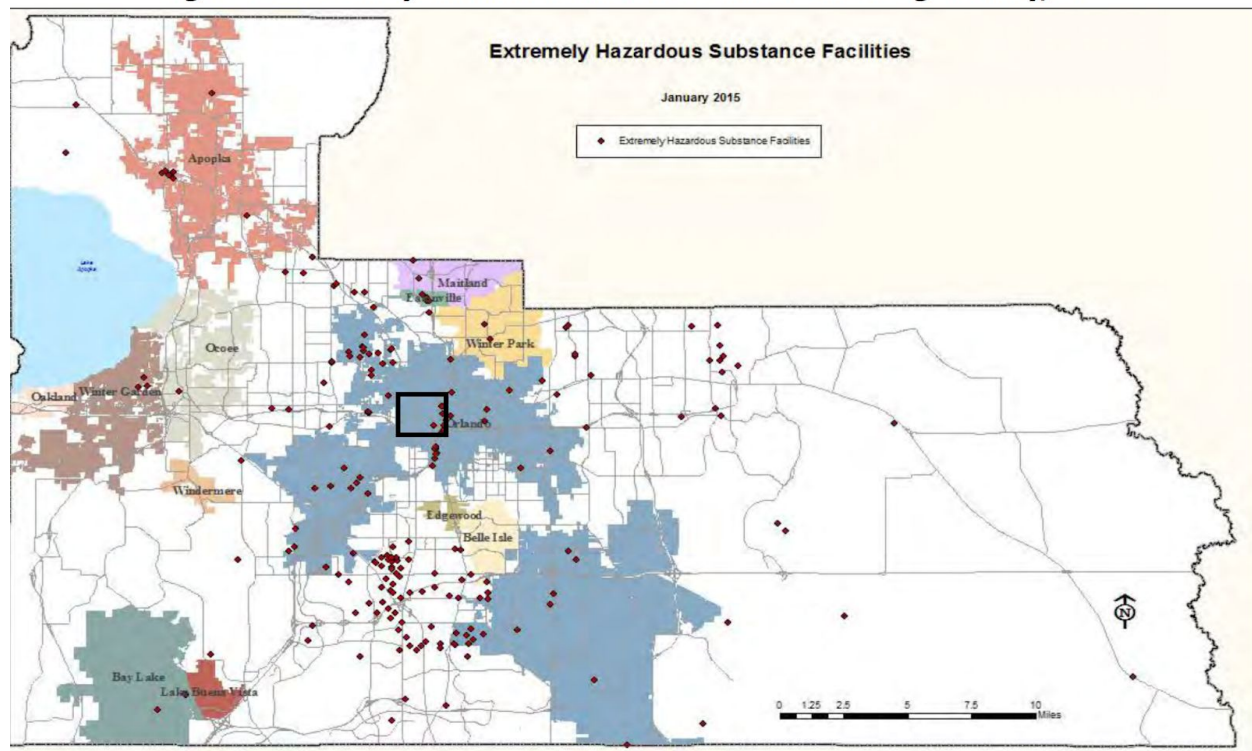 Extremely Hazardous Substance Facilities
January 2015
Extremely Hazardous Substance Facilities
Apopka
Lake
Apopka
Maitland
Eatonville
Winter Park
Ocoee
Oakland
Winter Garden
Orlando
Windermere
Edgewood
Belle Isle
N
Bay Lake
Lake Buena Vista
0 1.25 2.5 5 7.5 10
Miles